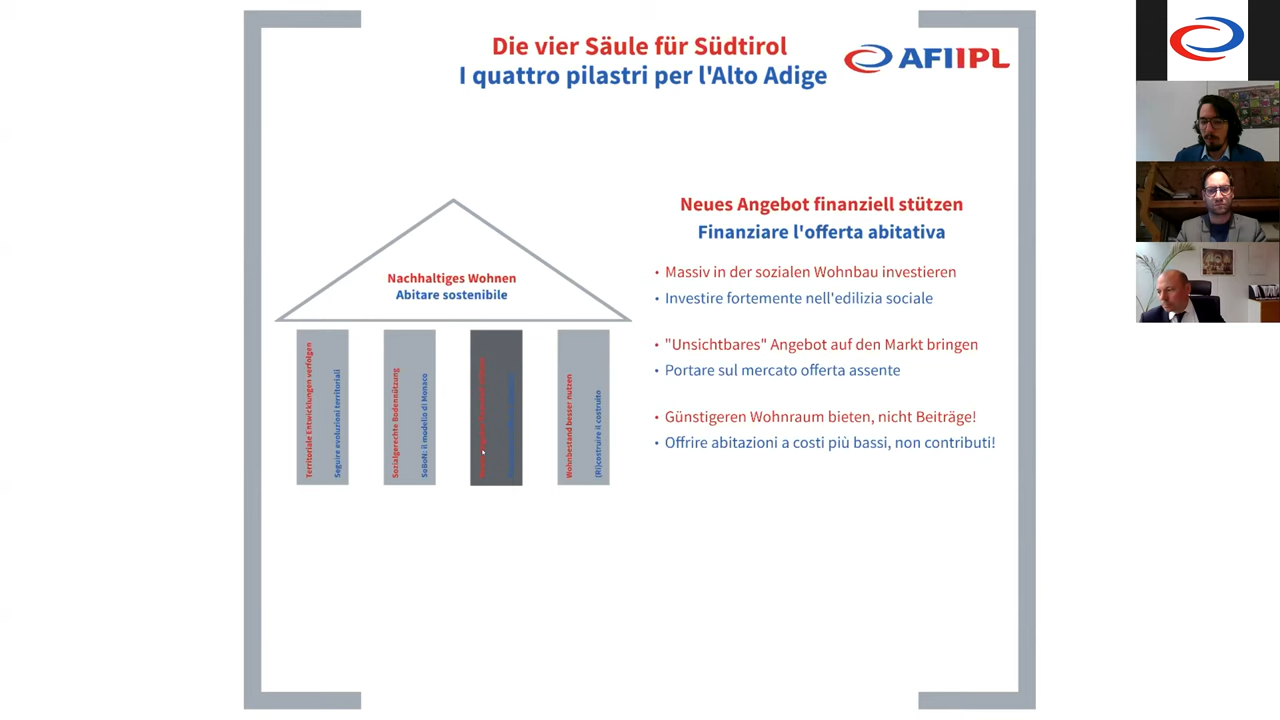 Die vier Säule für Südtirol
I quattro pilastri per l'Alto Adige
AFIIPL
Nachhaltiges Wohnen
Abitare sostenibile
Territoriale Entwicklungen verfolgen
Seguire evoluzioni territoriali
Sozialgerechte Bodennützung
SoBoN: il modello di Monaco
Wohnbestand besser nutzen
(Ri)costruire il costruito
Neues Angebot finanziell stützen
Finanziare l'offerta abitativa
• Massiv in der sozialen Wohnbau investieren
• Investire fortemente nell'edilizia sociale
• "Unsichtbares" Angebot auf den Markt bringen
• Portare sul mercato offerta assente
• Günstigeren Wohnraum bieten, nicht Beiträge!
• Offrire abitazioni a costi più bassi, non contributi!